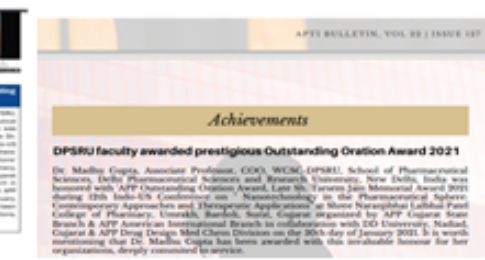 APTI BULLETIN, VOL 22 | ISSUE 127
Achievements
DPSRU faculty awarded prestigious Outstanding Oration Award 2021
Dr. Madhu Gupta, Associate Professor, COO, WCSC-DPSRU, School of Pharmaceutical
Sciences, Delhi Pharmaceutical Sciences and Research University, New Delhi, India was
honored with 'APP Outstanding Oration Award, Late Sh. Tarsem Jain Memorial Award 2021
during 12th Indo-US Conference on " Nanotechnology in the Pharmaceutical Sphere:
Contemporary Approach and Therapeutic Applications" at Shree Naranjibhai Lalbhai Patel
College of Pharmacy, Umrakh, Bardoli, Surat, Gujarat organized by APP Gujarat State
Branch & APP American International Branch in collaboration with DD University, Nadiad,
Gujarat & APP Drug Design Med Chem Division on the 30th day of January 2021. It is worth
mentioning that Dr. Madhu Gupta has been awarded with this invaluable honour for her
organizations, deeply committed to service.